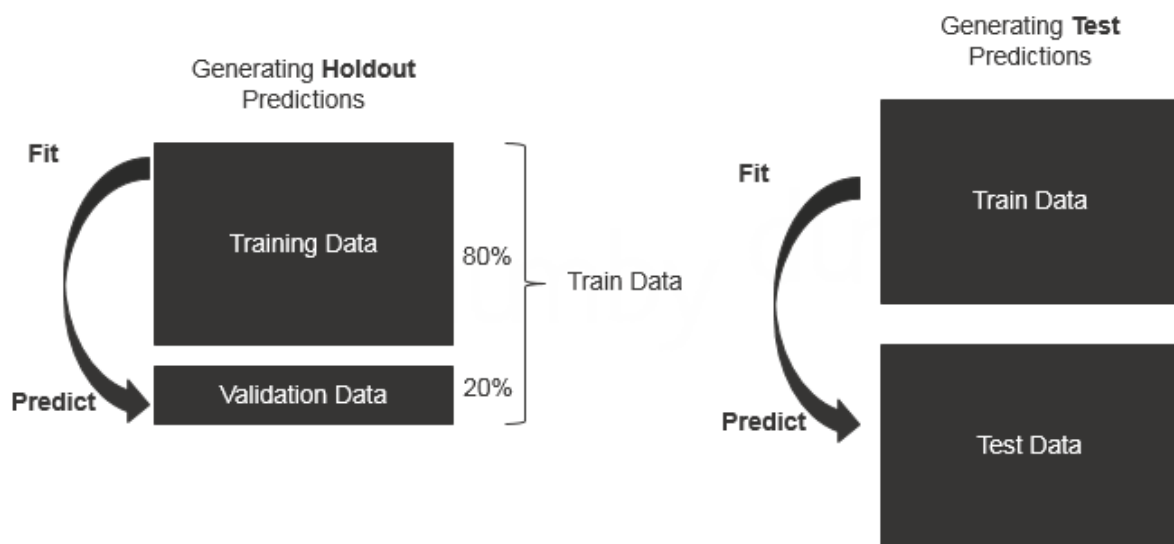 Generating Holdout
Predictions
Fit
Training Data
80%
Train Data
Predict
Validation Data
20%
Generating Test
Predictions
Fit
Train Data
Predict
Test Data